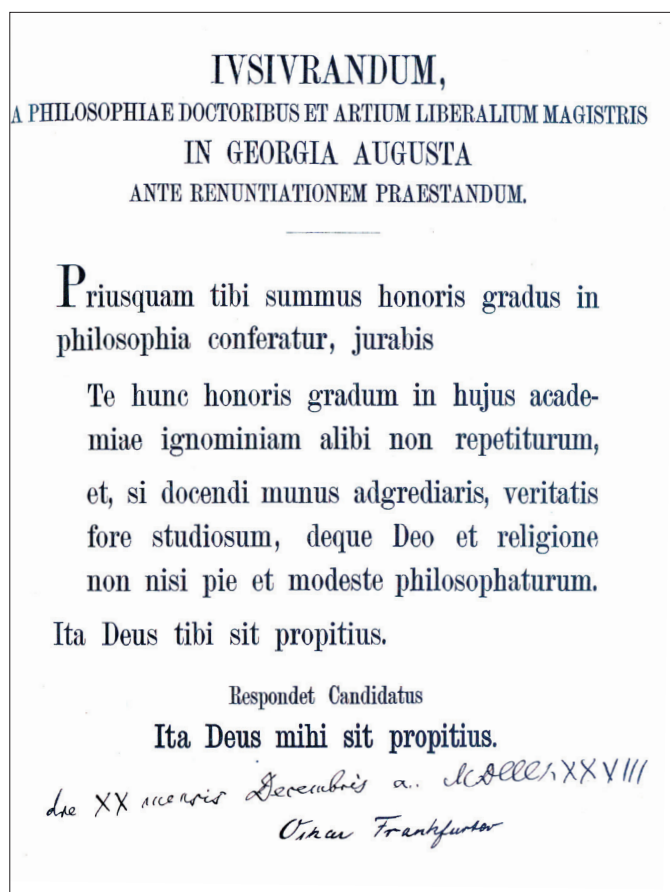 IVSIVRANDUM,
A PHILOSOPHIAE DOCTORIBUS ET ARTIUM LIBERALIUM MAGISTRIS
IN GEORGIA AUGUSTA
ANTE RENUNTIATIONEM PRAESTANDUM.
Priusquam tibi summus honoris gradus in
philosophia conferatur, jurabis
Te hunc honoris gradum in hujus acade-
miae ignominiam alibi non repetiturum,
et, si docendi munus adgrediaris, veritatis
fore studiosum, deque Deo et religione
non nisi pie et modeste philosophaturum.
Ita Deus tibi sit propitius.
Respondet Candidatus
Ita Deus mihi sit propitius.
die XX mensis Decembris a.
Oskar Frankfurter